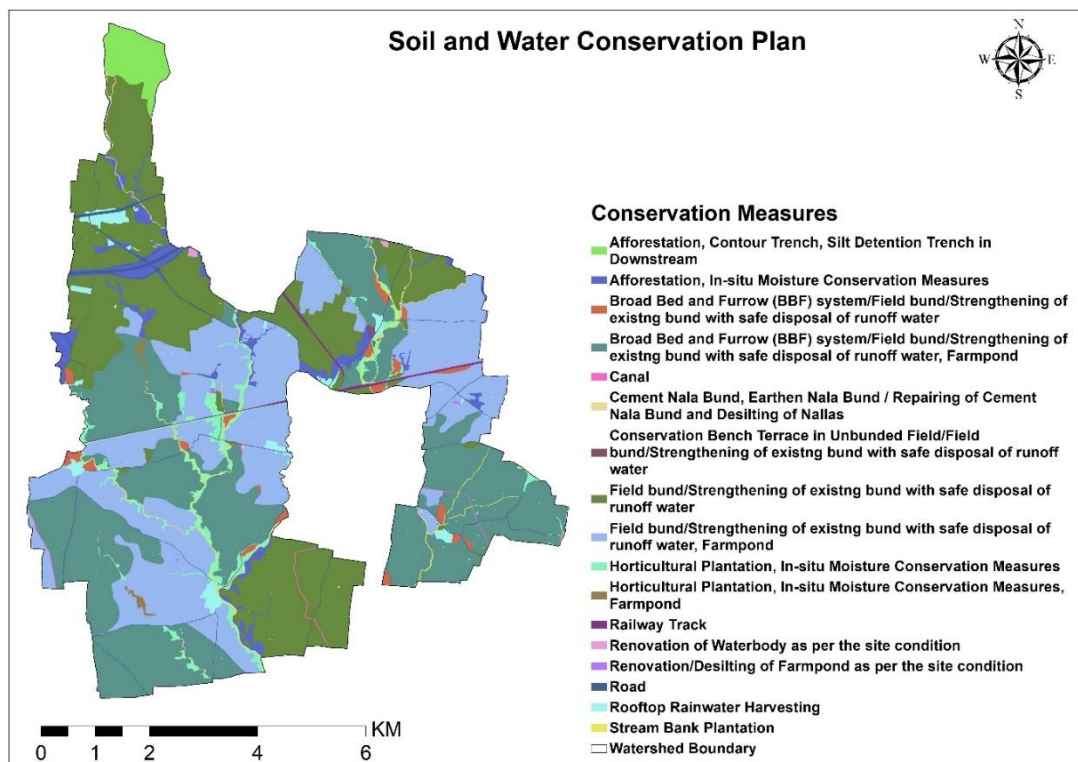 Soil and Water Conservation Plan
N
W
E
S
Conservation Measures
Afforestation, Contour Trench, Silt Detention Trench in
Downstream
Afforestation, In-situ Moisture Conservation Measures
Broad Bed and Furrow (BBF) system/Field bund/Strengthening of
existng bund with safe disposal of runoff water
Broad Bed and Furrow (BBF) system/Field bund/Strengthening of
existng bund with safe disposal of runoff water, Farmpond
Canal
Cement Nala Bund, Earthen Nala Bund / Repairing of Cement
Nala Bund and Desilting of Nallas
Conservation Bench Terrace in Unbunded Field/Field
bund/Strengthening of existng bund with safe disposal of runoff
water
Field bund/Strengthening of existng bund with safe disposal of
runoff water
Field bund/Strengthening of existng bund with safe disposal of
runoff water, Farmpond
Horticultural Plantation, In-situ Moisture Conservation Measures
Horticultural Plantation, In-situ Moisture Conservation Measures,
Farmpond
Railway Track
Renovation of Waterbody as per the site condition
Renovation/Desilting of Farmpond as per the site condition
Road
Rooftop Rainwater Harvesting
Stream Bank Plantation
Watershed Boundary
KM
0 1 2 4 6